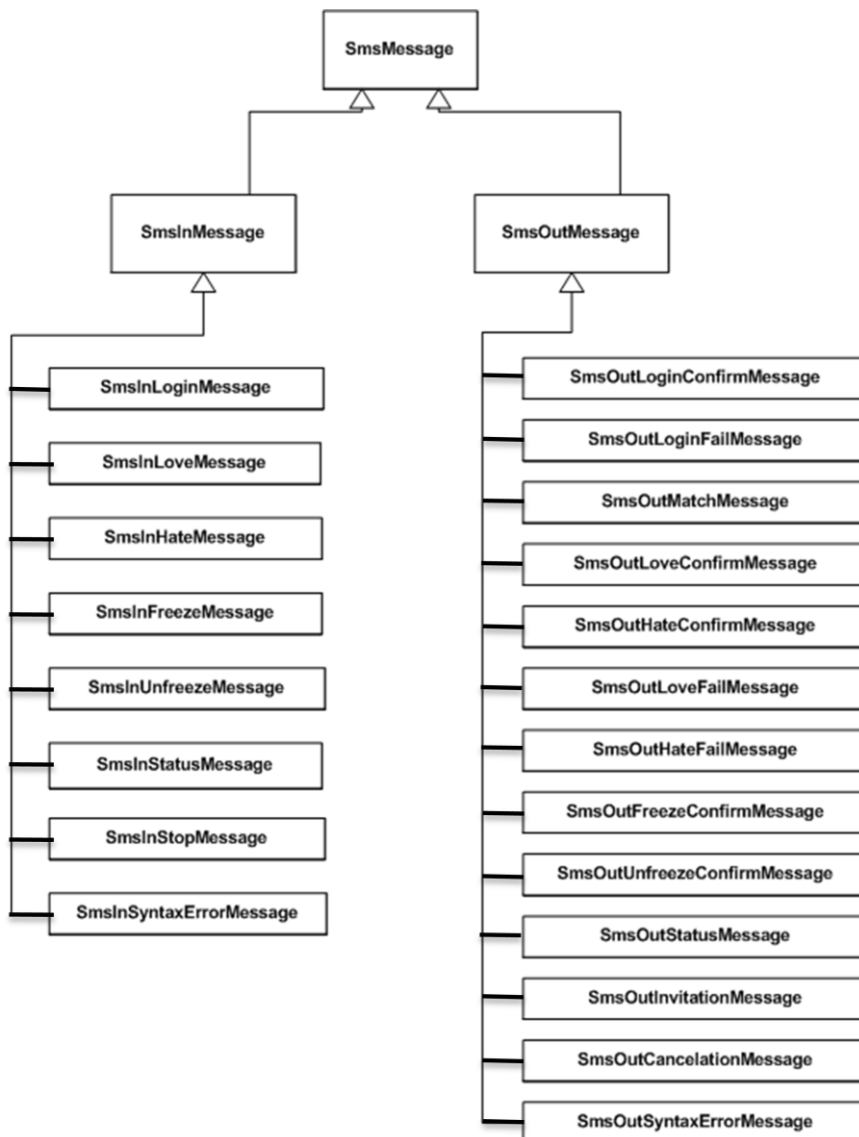 SmsMessage
SmsInMessage
SmsOutMessage
SmsInLoginMessage
SmsInLoveMessage
SmsInHateMessage
SmsInFreezeMessage
SmsInUnfreezeMessage
SmsInStatusMessage
SmsInStopMessage
SmsInSyntaxErrorMessage
SmsOutLoginConfirmMessage
SmsOutLoginFailMessage
SmsOutMatchMessage
SmsOutLoveConfirmMessage
SmsOutHateConfirmMessage
SmsOutLoveFailMessage
SmsOutHateFailMessage
SmsOutFreezeConfirmMessage
SmsOutUnfreezeConfirmMessage
SmsOutStatusMessage
SmsOutInvitationMessage
SmsOutCancelationMessage
SmsOutSyntaxErrorMessage